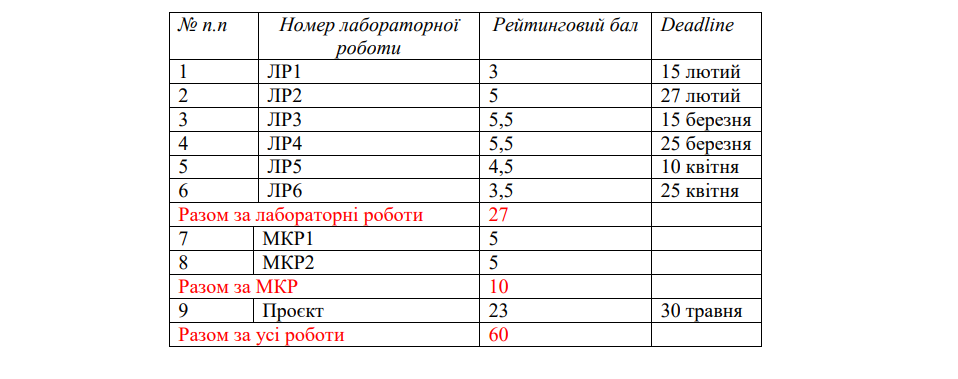 № п.п Номер лабораторної роботи Рейтинговий бал Deadline
1 ЛР1 3 15 лютий
2 ЛР2 5 27 лютий
3 ЛР3 5,5 15 березня
4 ЛР4 5,5 25 березня
5 ЛР5 4,5 10 квітня
6 ЛР6 3,5 25 квітня
Разом за лабораторні роботи 27
7 МКР1 5
8 МКР2 5
Разом за МКР 10
9 Проєкт 23 30 травня
Разом за усі роботи 60